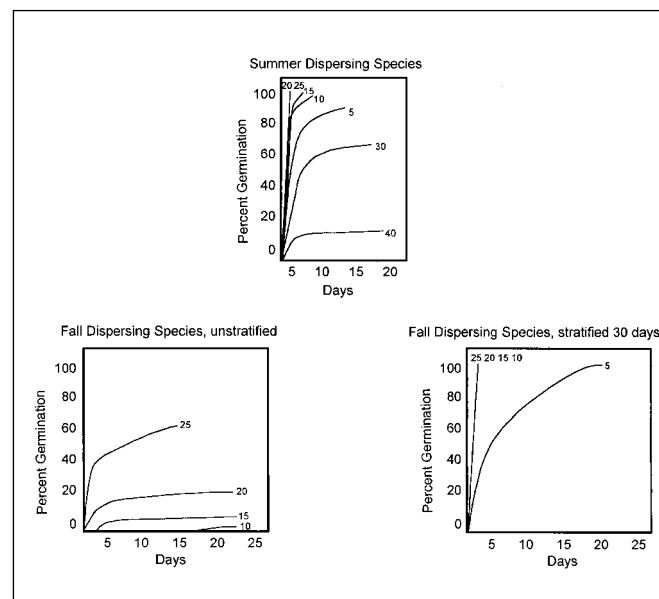 Summer Dispersing Species
20 25
15
10
5
30
40
100
80
60
40
20
0
Percent Germination
5 10 15 20
Days
Fall Dispersing Species, unstratified
25
20
15
10
100
80
60
40
20
0
Percent Germination
5 10 15 20 25
Days
Fall Dispersing Species, stratified 30 days
25 20 15 10
5
100
80
60
40
20
0
Percent Germination
5 10 15 20 25
Days